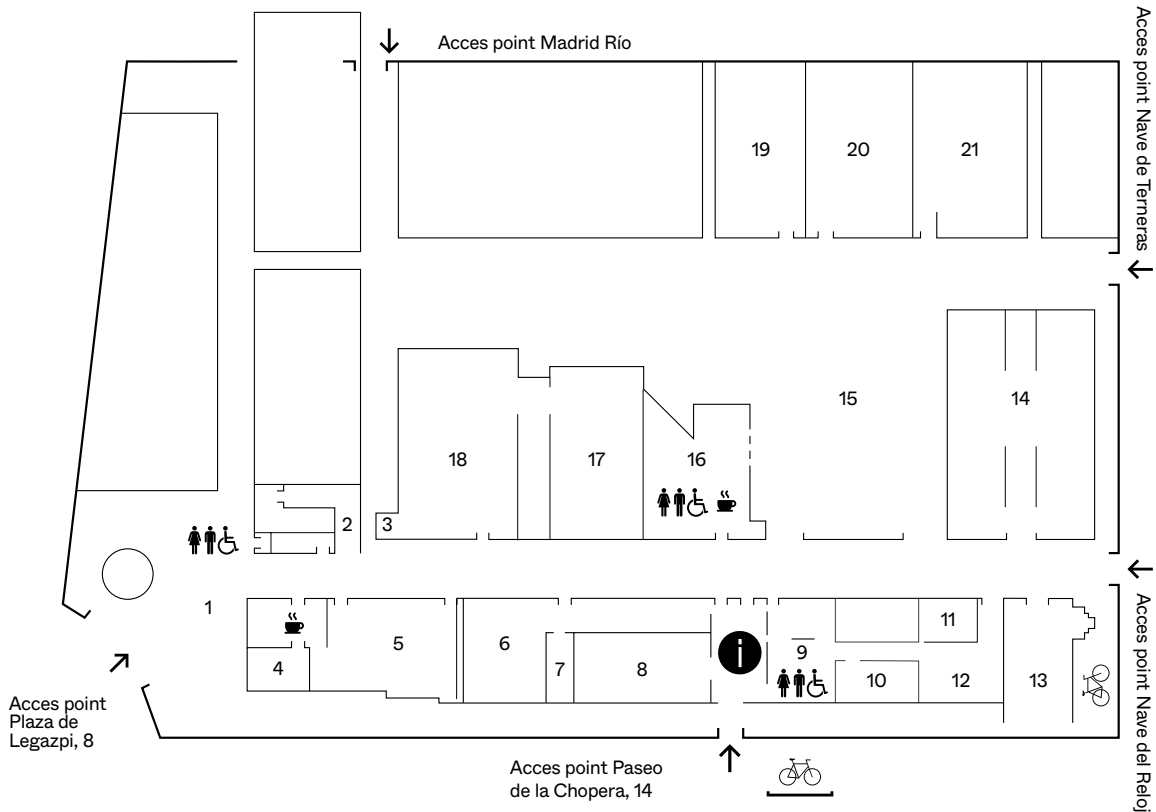 Acces point Madrid Río
Acces point Nave de Terneras
19
20
21
15
14
18
17
16
2
3
1
5
6
11
4
7
8
i
9
10
12
13
Acces point
Plaza de
Legazpi, 8
Acces point Paseo
de la Chopera, 14
Acces point Nave del Reloj